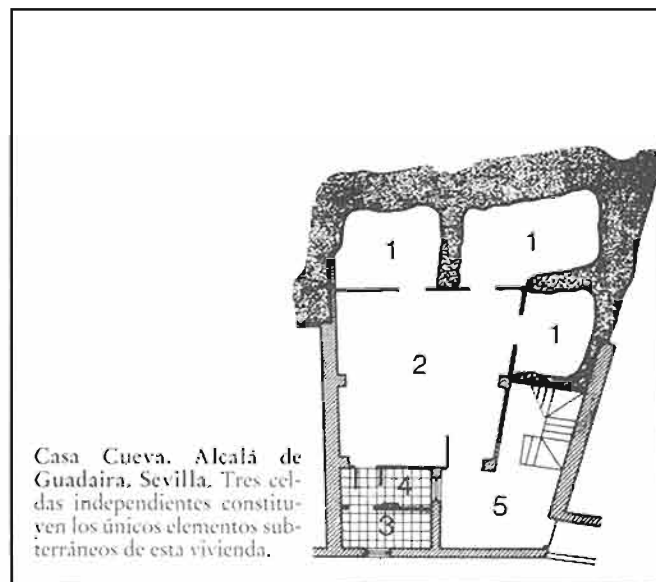 1
1
1
2
4
3
5
Casa Cueva. Alcalá de
Guadaira. Sevilla. Tres cel-
das independientes constitu-
yen los únicos elementos sub-
terráneos de esta vivienda.